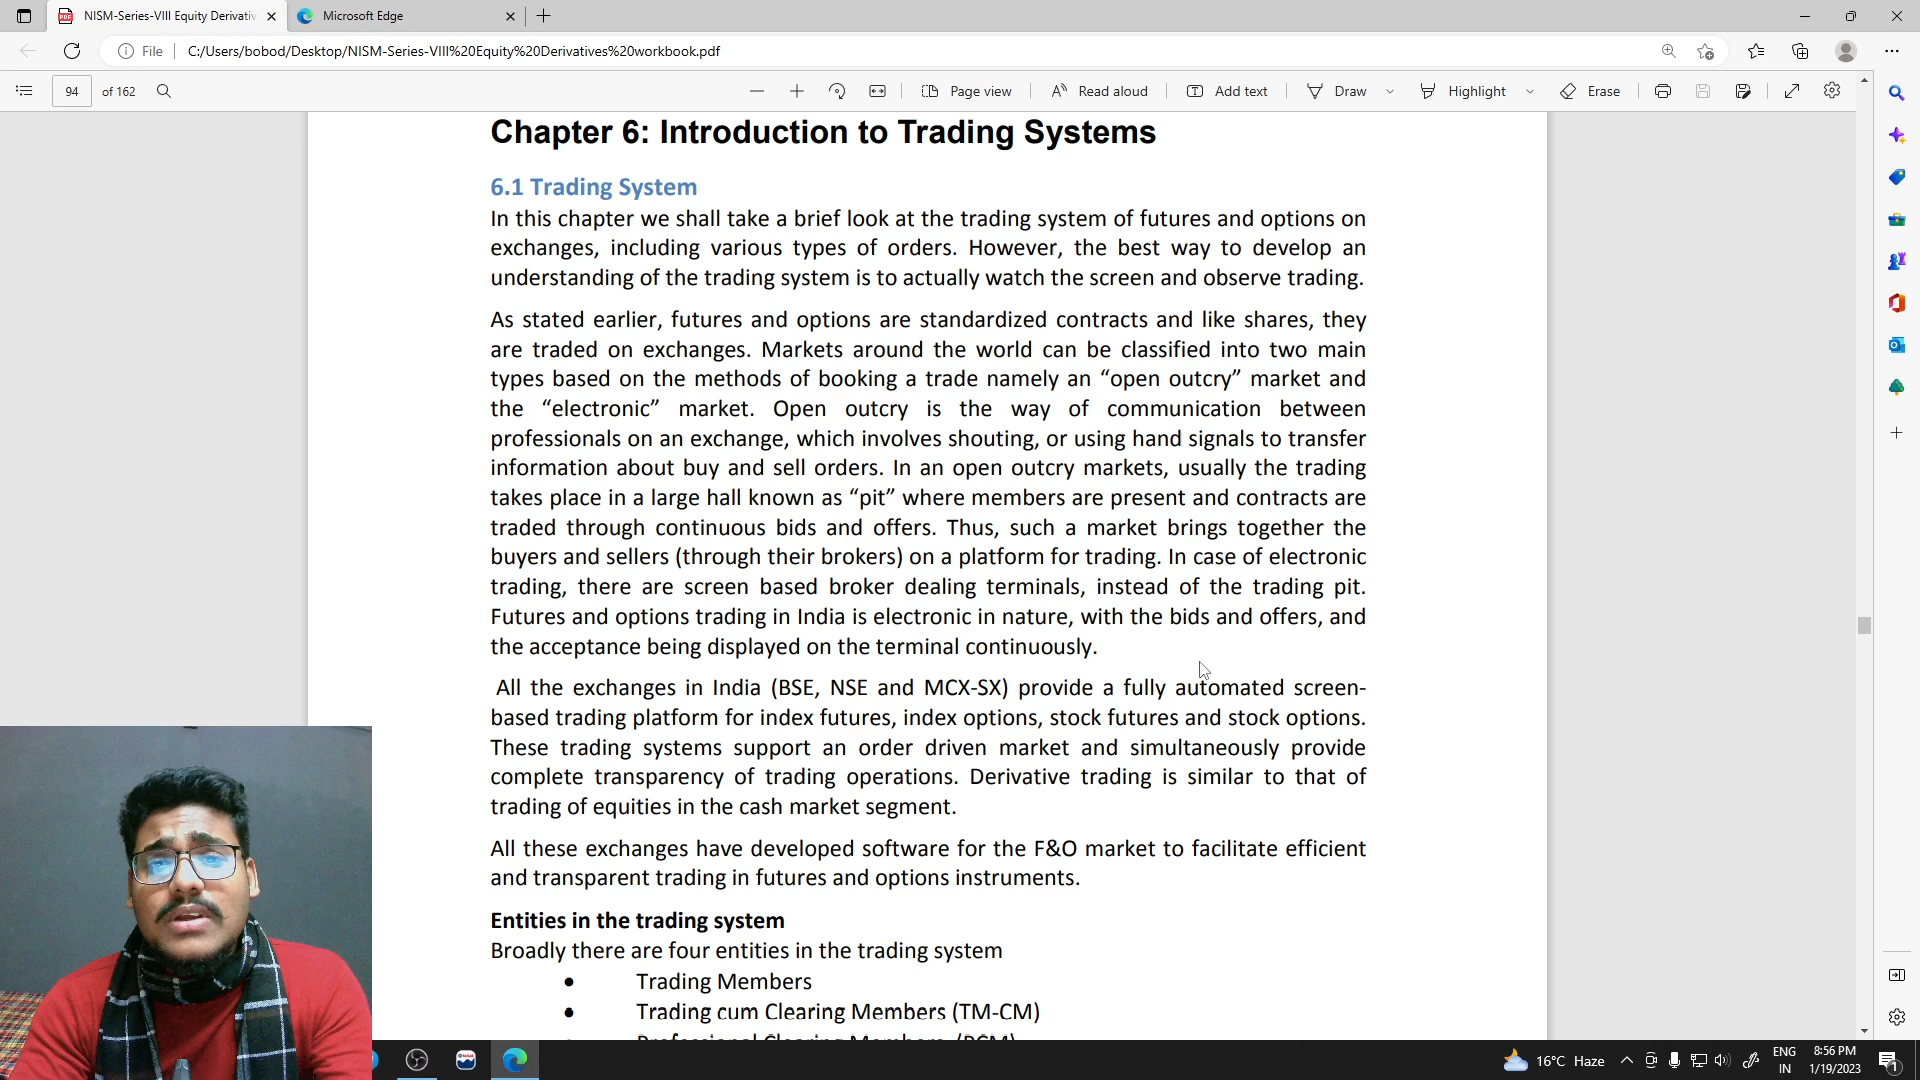 NISM-Series-VIII Equity Derivativ
Microsoft Edge
File
C:/Users/bobod/Desktop/NISM-Series-VIII%20Equity%20Derivatives%20workbook.pdf
94 of 162
Page view
Read aloud
Add text
Draw
Highlight
Erase
Chapter 6: Introduction to Trading Systems
6.1 Trading System
In this chapter we shall take a brief look at the trading system of futures and options on
exchanges, including various types of orders. However, the best way to develop an
understanding of the trading system is to actually watch the screen and observe trading.
As stated earlier, futures and options are standardized contracts and like shares, they
are traded on exchanges. Markets around the world can be classified into two main
types based on the methods of booking a trade namely an “open outcry” market and
the “electronic” market. Open outcry is the way of communication between
professionals on an exchange, which involves shouting, or using hand signals to transfer
information about buy and sell orders. In an open outcry markets, usually the trading
takes place in a large hall known as “pit” where members are present and contracts are
traded through continuous bids and offers. Thus, such a market brings together the
buyers and sellers (through their brokers) on a platform for trading. In case of electronic
trading, there are screen based broker dealing terminals, instead of the trading pit.
Futures and options trading in India is electronic in nature, with the bids and offers, and
the acceptance being displayed on the terminal continuously.
All the exchanges in India (BSE, NSE and MCX-SX) provide a fully automated screen-
based trading platform for index futures, index options, stock futures and stock options.
These trading systems support an order driven market and simultaneously provide
complete transparency of trading operations. Derivative trading is similar to that of
trading of equities in the cash market segment.
All these exchanges have developed software for the F&O market to facilitate efficient
and transparent trading in futures and options instruments.
Entities in the trading system
Broadly there are four entities in the trading system
• Trading Members
• Trading cum Clearing Members (TM-CM)
Professional Clearing Members (PCM)
16°C Haze
ENG
IN
8:56 PM
1/19/2023
1